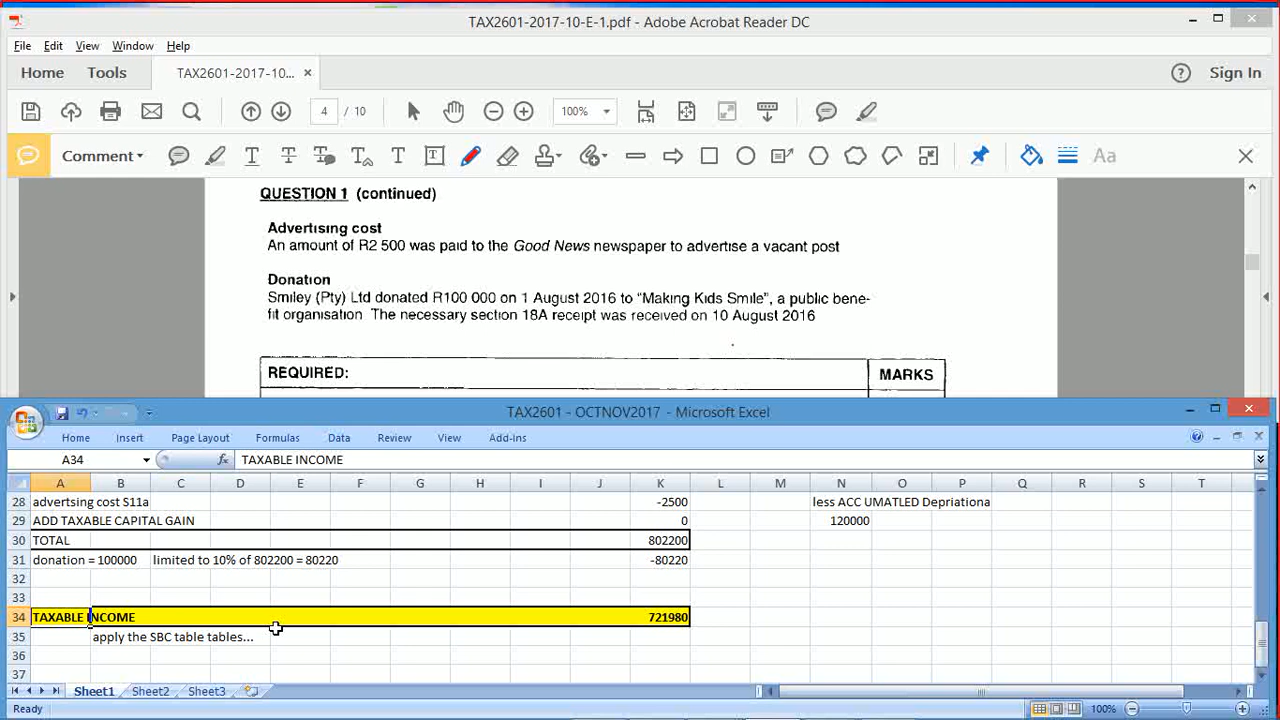 TAX2601-2017-10-E-1.pdf - Adobe Acrobat Reader DC
File Edit View Window Help
Home Tools TAX2601-2017-10... × Sign In
4 / 10 100%
Comment Aa
QUESTION 1 (continued)
Advertising cost
An amount of R2 500 was paid to the Good News newspaper to advertise a vacant post
Donation
Smiley (Pty) Ltd donated R100 000 on 1 August 2016 to “Making Kids Smile”, a public bene-
fit organisation The necessary section 18A receipt was received on 10 August 2016
REQUIRED: MARKS
TAX2601 - OCTNOV2017 - Microsoft Excel
Home Insert Page Layout Formulas Data Review View Add-Ins
A34 fx TAXABLE INCOME
A B C D E F G H I J K L M N O P Q R S T
28 advertsing cost S11a -2500 less ACC UMATLED Depriationa
29 ADD TAXABLE CAPITAL GAIN 0 120000
30 TOTAL 802200
31 donation = 100000 limited to 10% of 802200 = 80220 -80220
32
33
34 TAXABLE INCOME 721980
35 apply the SBC table tables...
36
37
Sheet1 Sheet2 Sheet3
Ready 100%